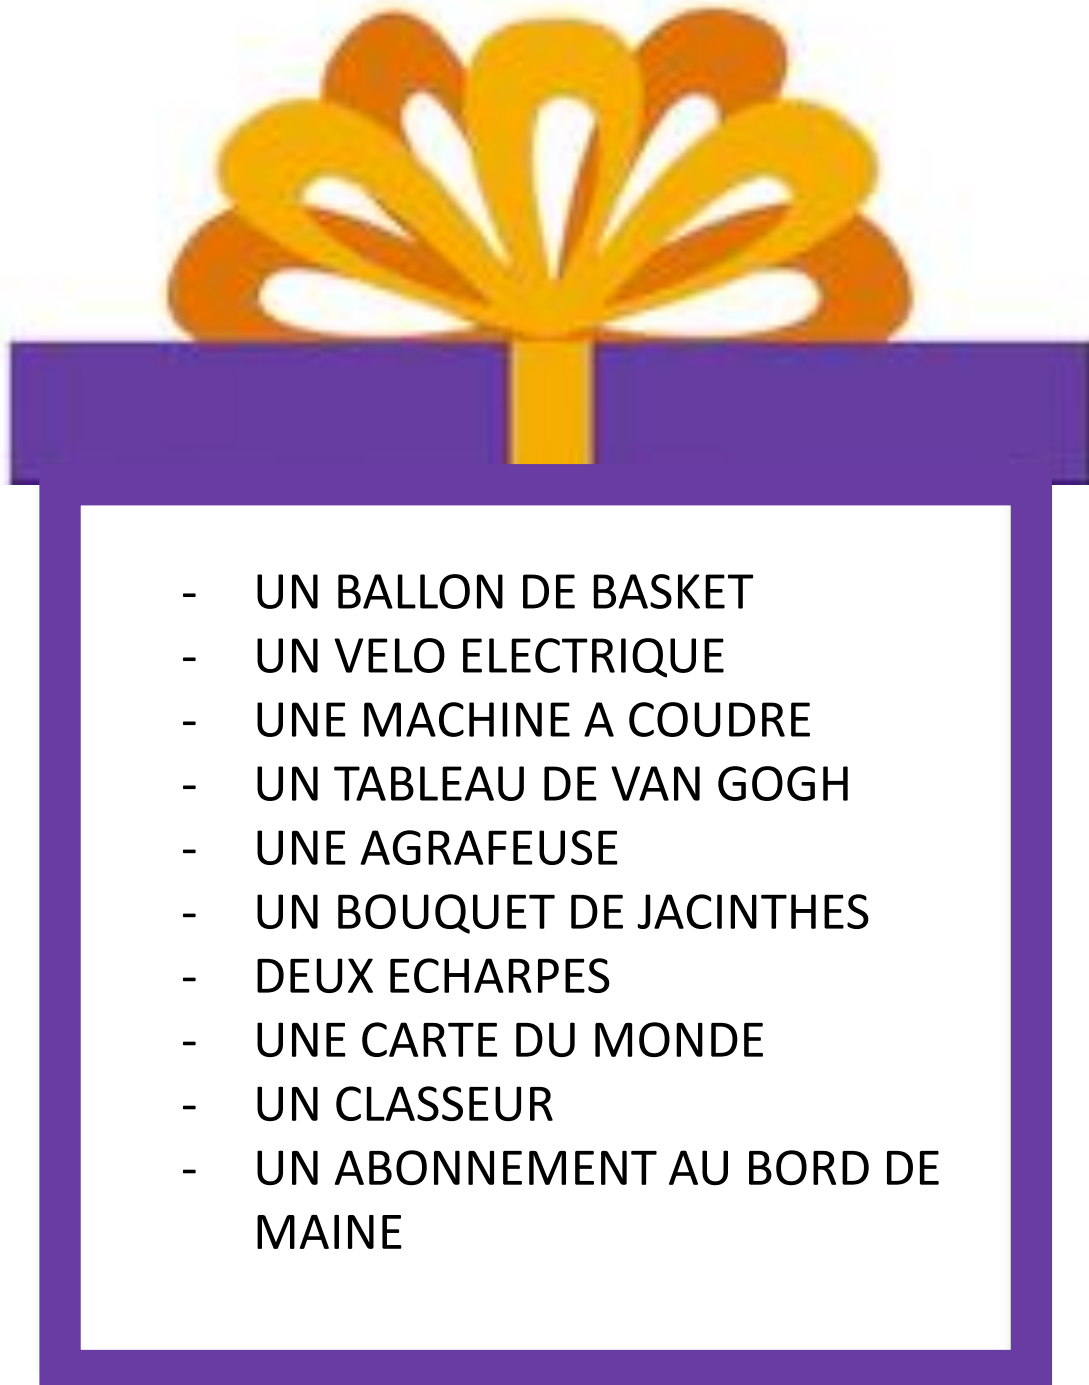 - UN BALLON DE BASKET
- UN VELO ELECTRIQUE
- UNE MACHINE A COUDRE
- UN TABLEAU DE VAN GOGH
- UNE AGRAFEUSE
- UN BOUQUET DE JACINTHES
- DEUX ECHARPES
- UNE CARTE DU MONDE
- UN CLASSEUR
- UN ABONNEMENT AU BORD DE
MAINE